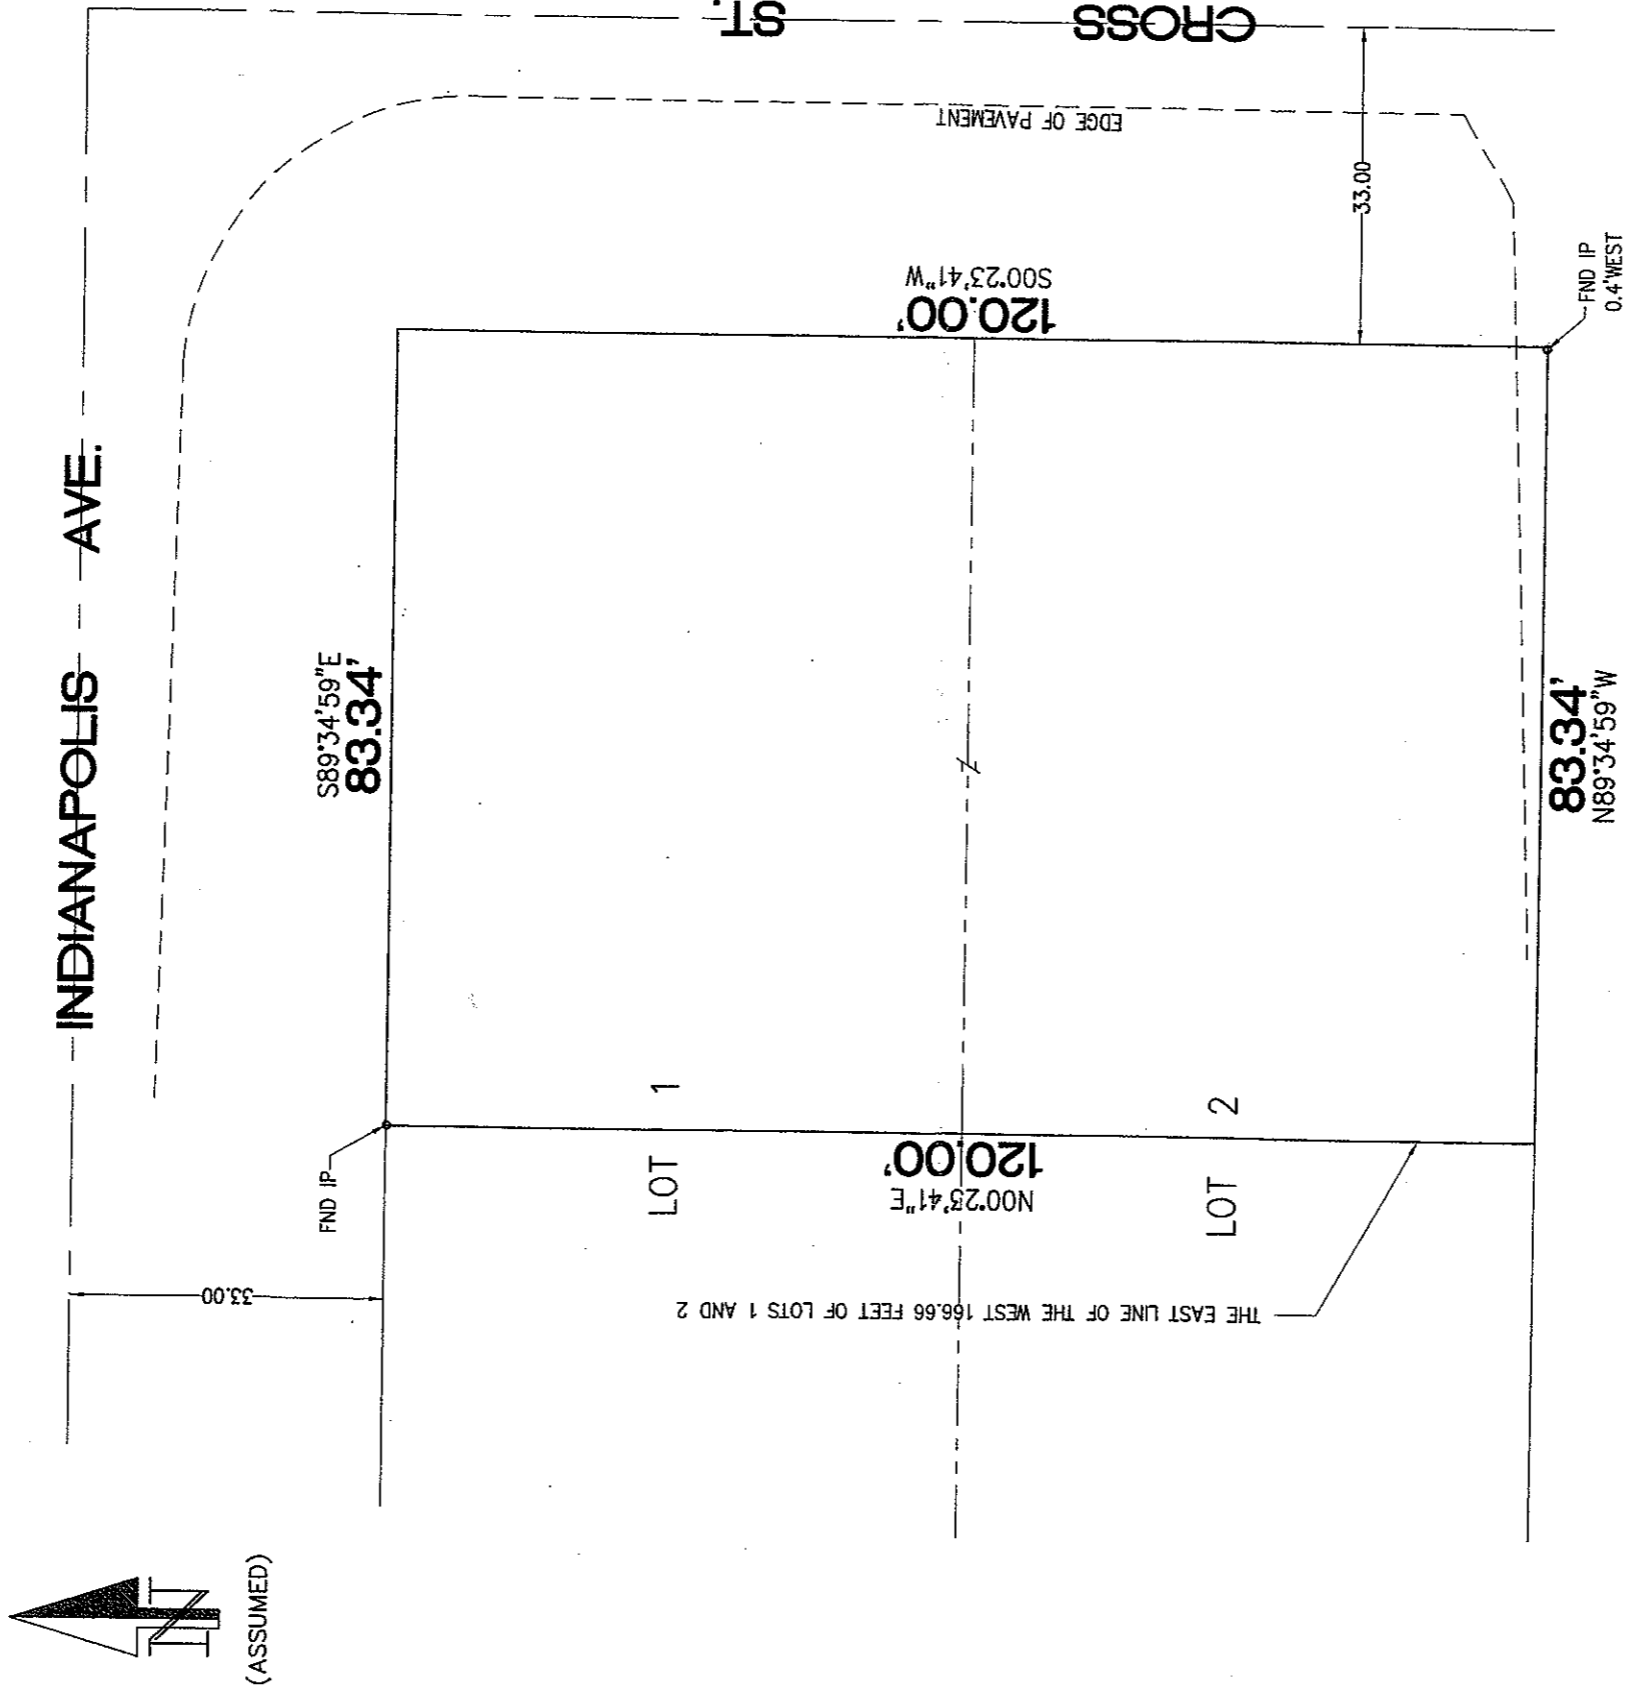 INDIANAPOLIS AVE.
CROSS ST.
EDGE OF PAVEMENT
33.00
S00°23'41"W
120.00'
FND IP
0.4'WEST
S89°34'59"E
83.34'
83.34'
N89°34'59"W
FND IP
LOT 1
120.00'
N00°23'41"E
LOT 2
33.00
THE EAST LINE OF THE WEST 166.66 FEET OF LOTS 1 AND 2
N
(ASSUMED)